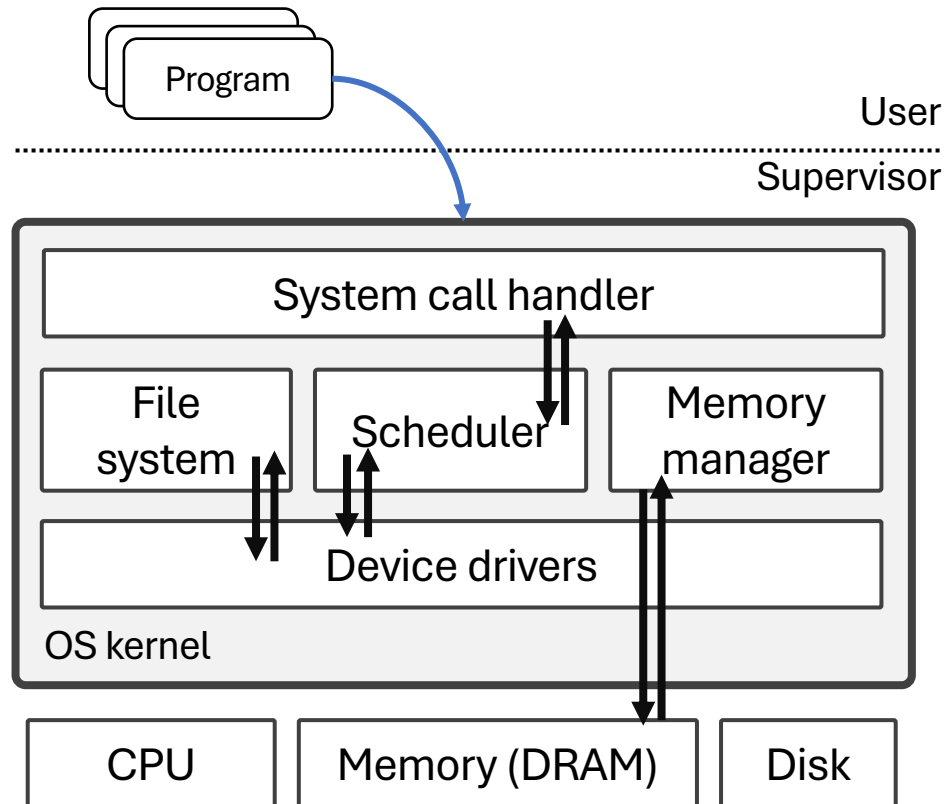 Program
User
Supervisor
System call handler
File
system
Scheduler
Memory
manager
Device drivers
OS kernel
CPU
Memory (DRAM)
Disk